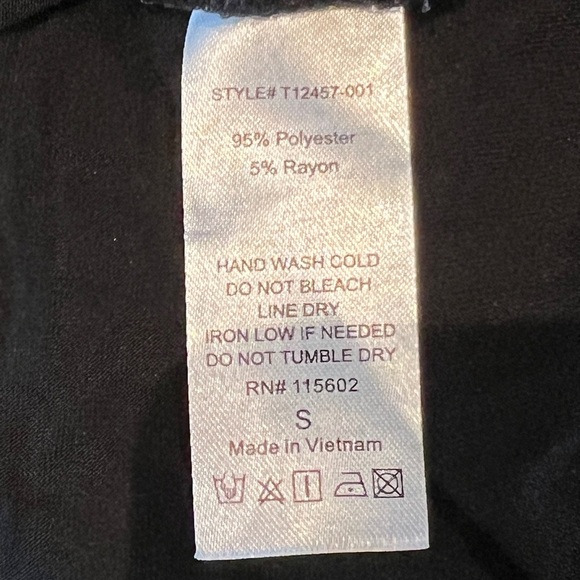 STYLE# T12457-001
95% Polyester
5% Rayon
HAND WASH COLD
DO NOT BLEACH
LINE DRY
IRON LOW IF NEEDED
DO NOT TUMBLE DRY
RN# 115602
S
Made in Vietnam